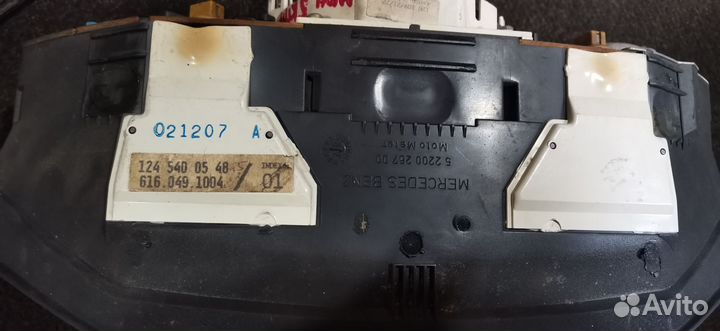 021207 A
124 540 05 48
616.049.1004
INDEX
01
MERCEDES BENZ
5 2200 267 00
Moto Meter
Avito